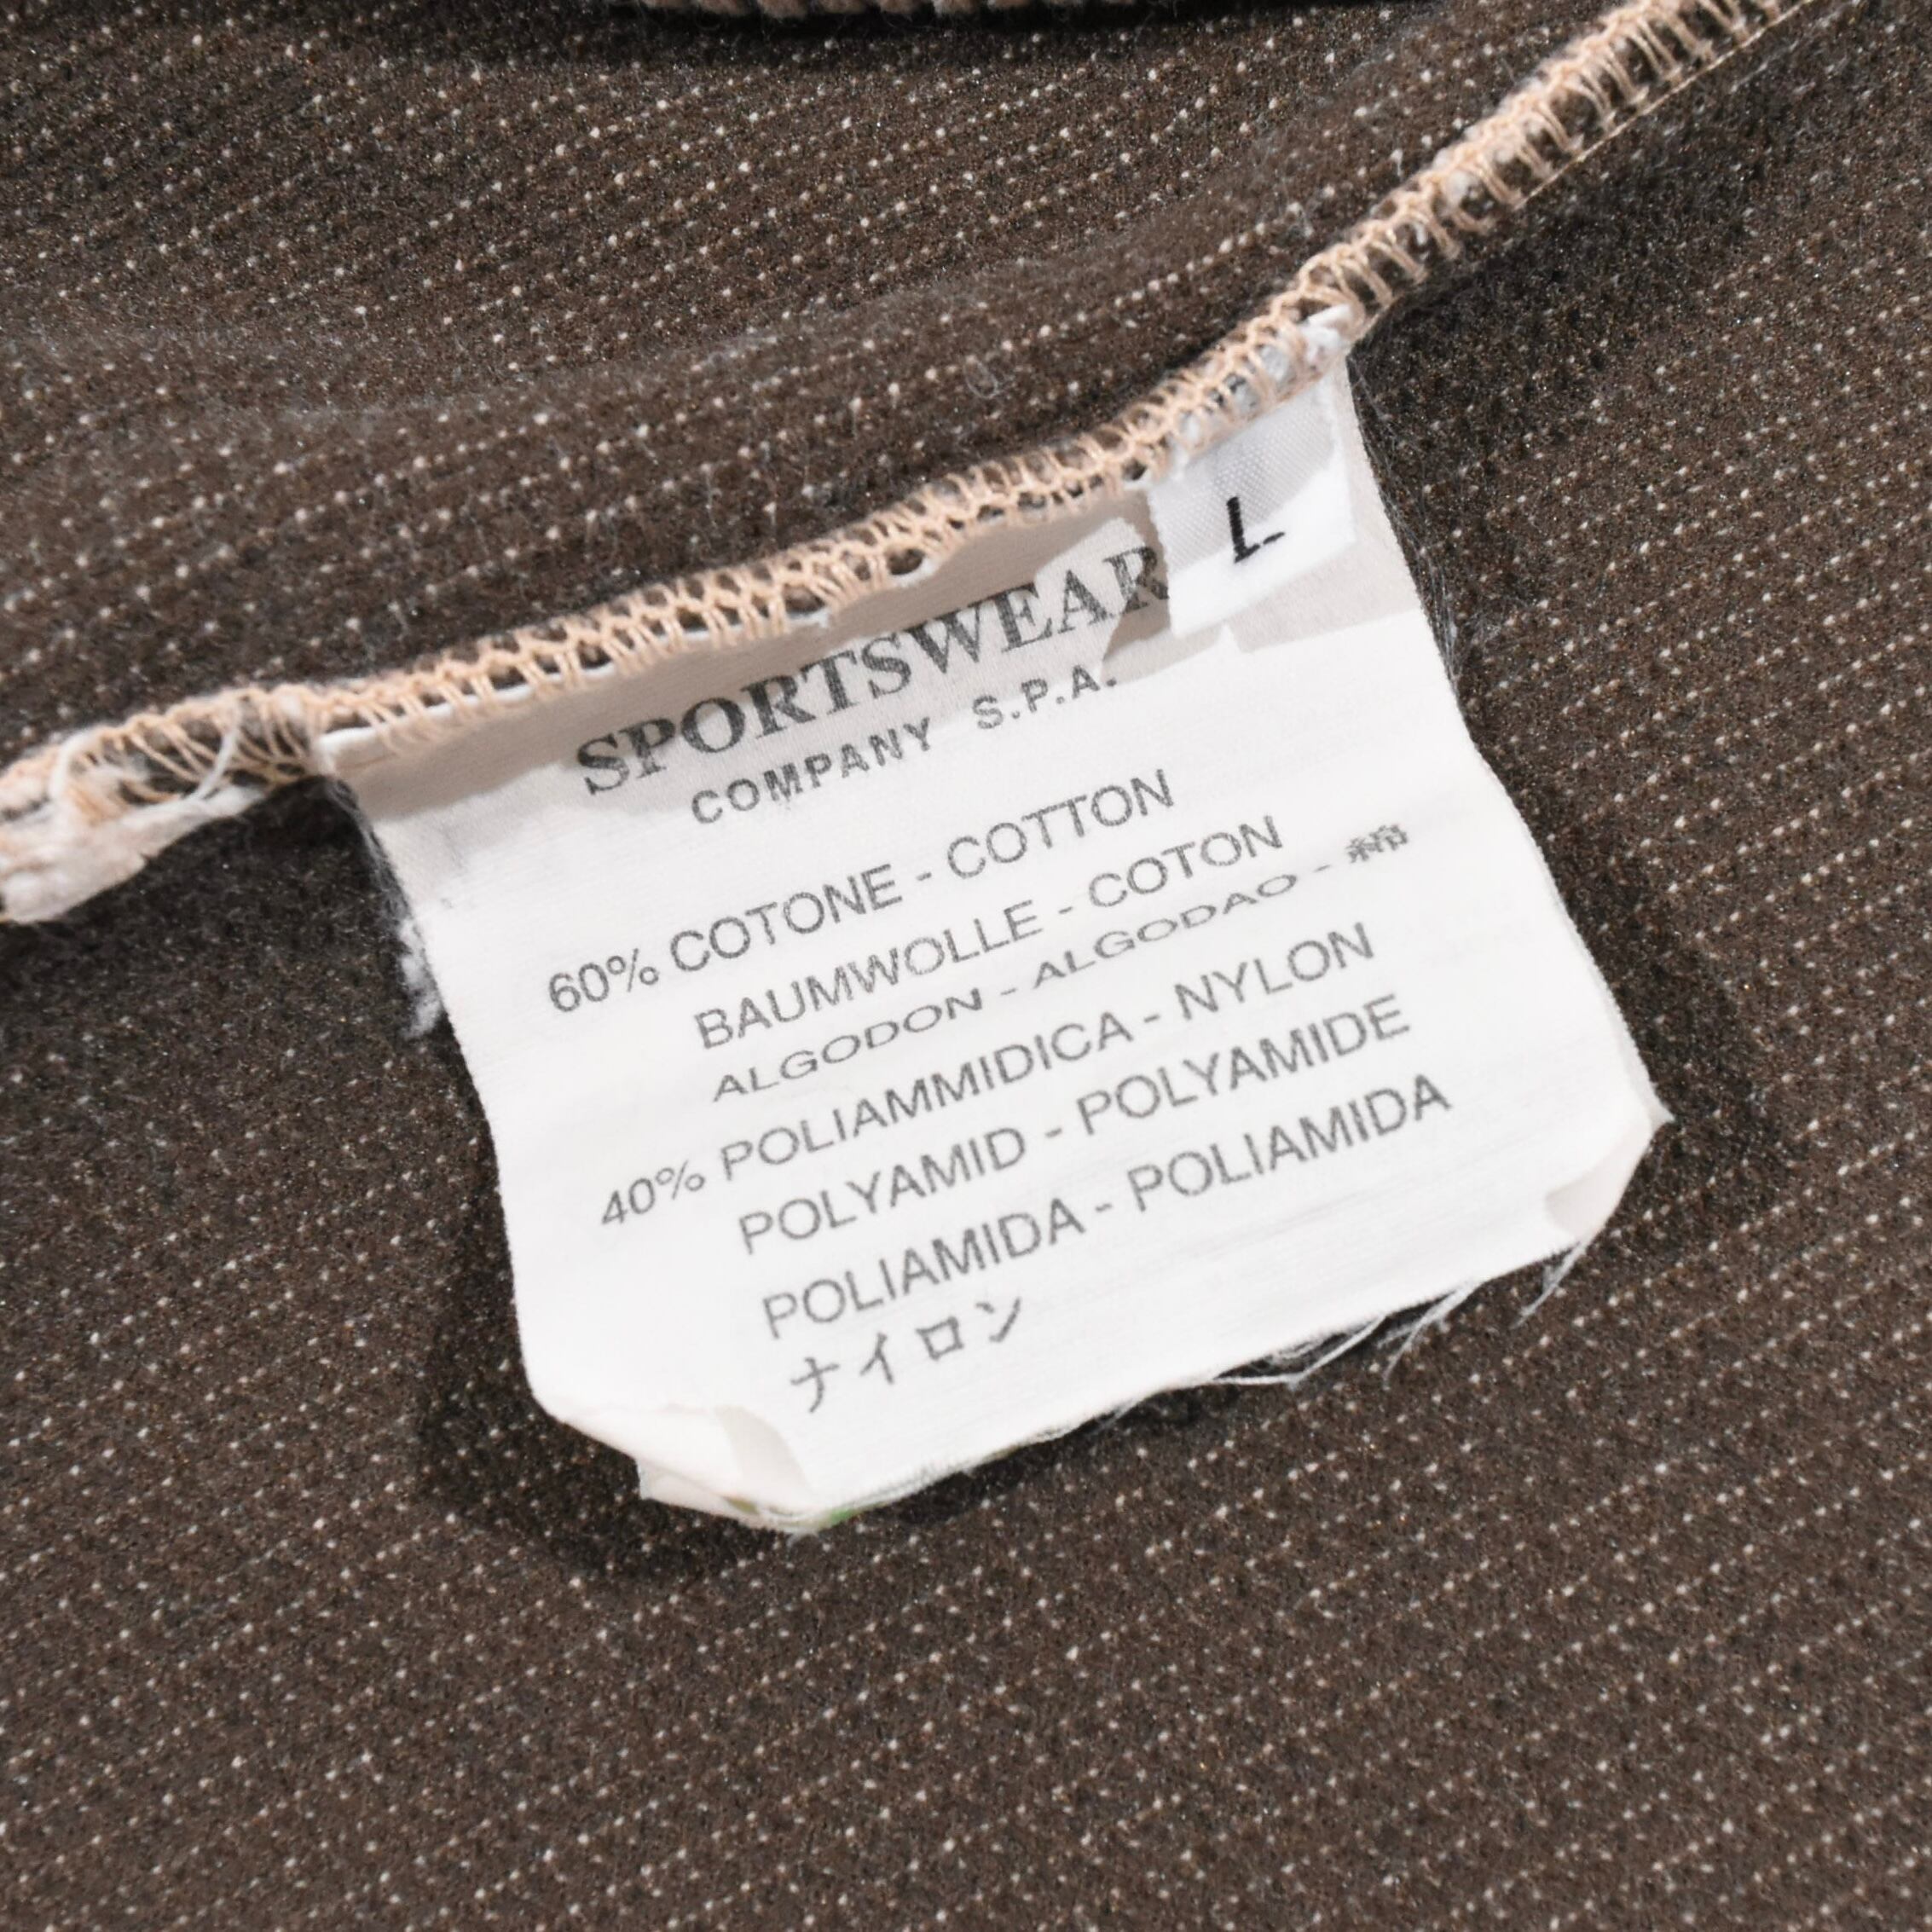 L
SPORTSWEAR
COMPANY S.P.A.
60% COTONE - COTTON
BAUMWOLLE - COTON
ALGODON - ALGODAO - 綿
40% POLIAMMIDICA - NYLON
POLYAMID - POLYAMIDE
POLIAMIDA - POLIAMIDA
ナイロン